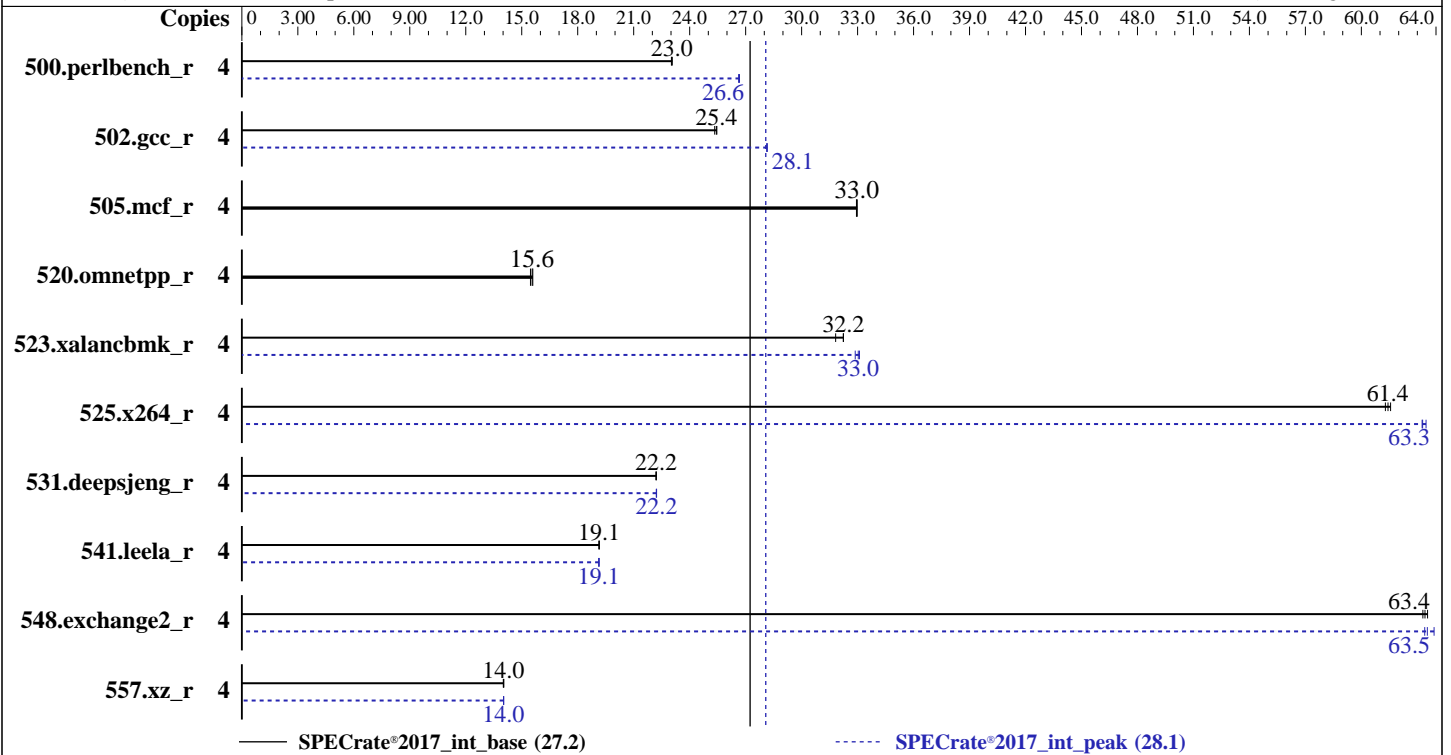 Copies 0 3.00 6.00 9.00 12.0 15.0 18.0 21.0 24.0 27.0 30.0 33.0 36.0 39.0 42.0 45.0 48.0 51.0 54.0 57.0 60.0 64.0
23.0
500.perlbench_r 4
26.6
25.4
502.gcc_r 4
28.1
33.0
505.mcf_r 4
15.6
520.omnetpp_r 4
32.2
523.xalancbmk_r 4
33.0
61.4
525.x264_r 4
63.3
22.2
531.deepsjeng_r 4
22.2
19.1
541.leela_r 4
19.1
63.4
548.exchange2_r 4
63.5
14.0
557.xz_r 4
14.0
SPECrate®2017_int_base (27.2) SPECrate®2017_int_peak (28.1)